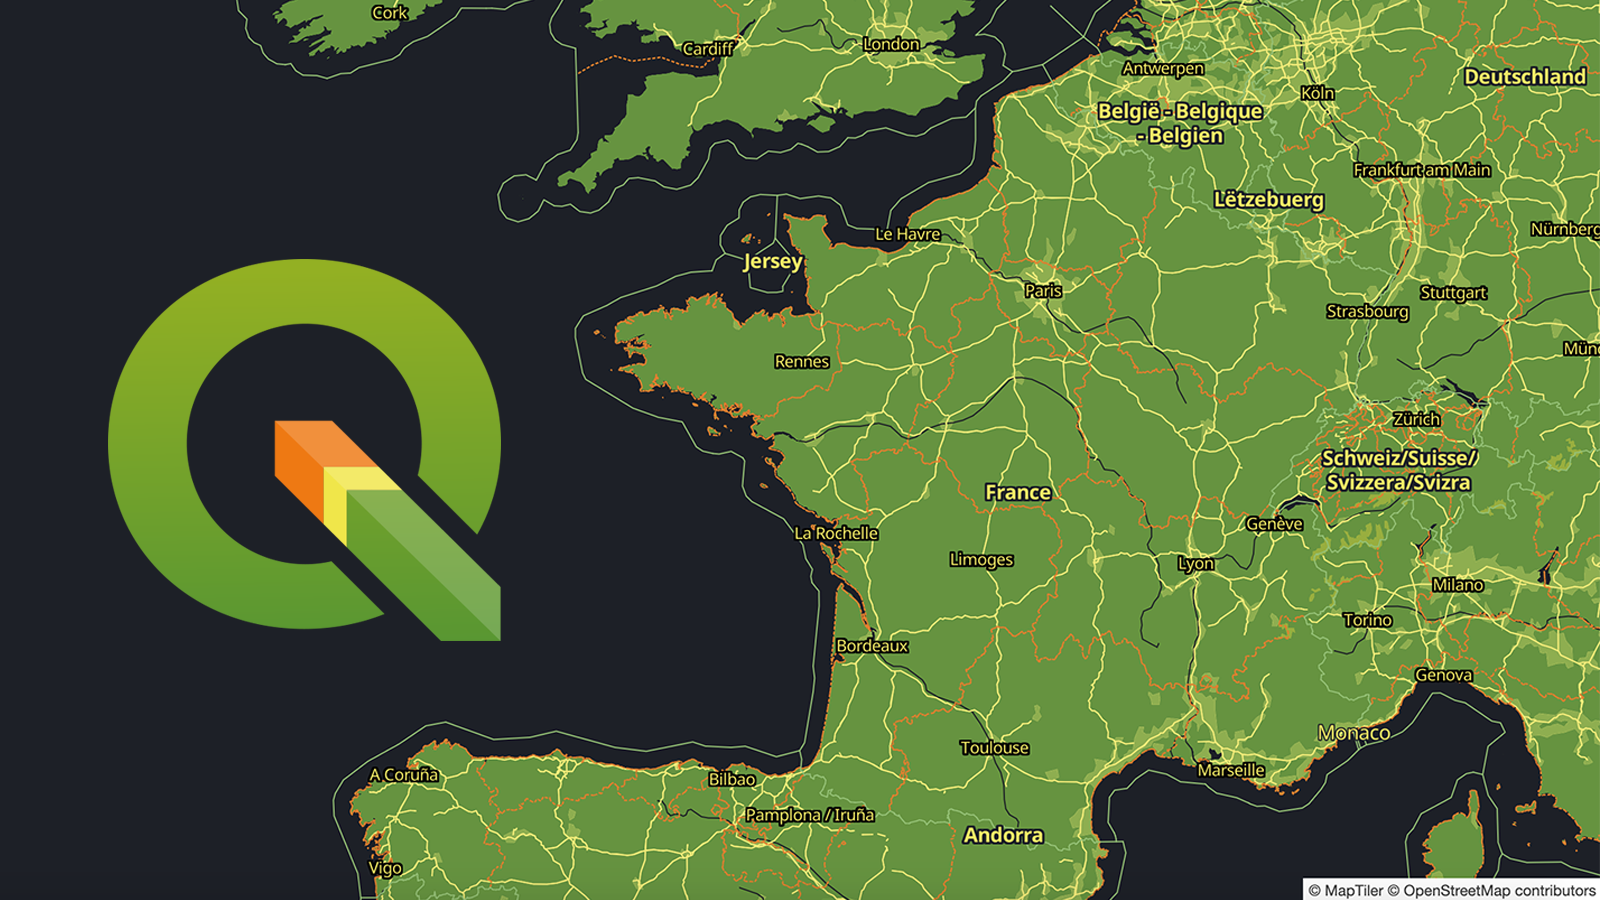 Cork
Cardiff
London
Antwerpen
Deutschland
Köln
België - Belgique
- Belgien
Frankfurt am Main
Lëtzebuerg
Nürnberg
Le Havre
Jersey
Paris
Stuttgart
Strasbourg
Rennes
Zürich
Schweiz/Suisse/
Svizzera/Svizra
France
Genève
La Rochelle
Limoges
Lyon
Milano
Torino
Bordeaux
Genova
Monaco
Toulouse
Marseille
A Coruña
Bilbao
Pamplona / Iruña
Andorra
Vigo
© MapTiler © OpenStreetMap contributors